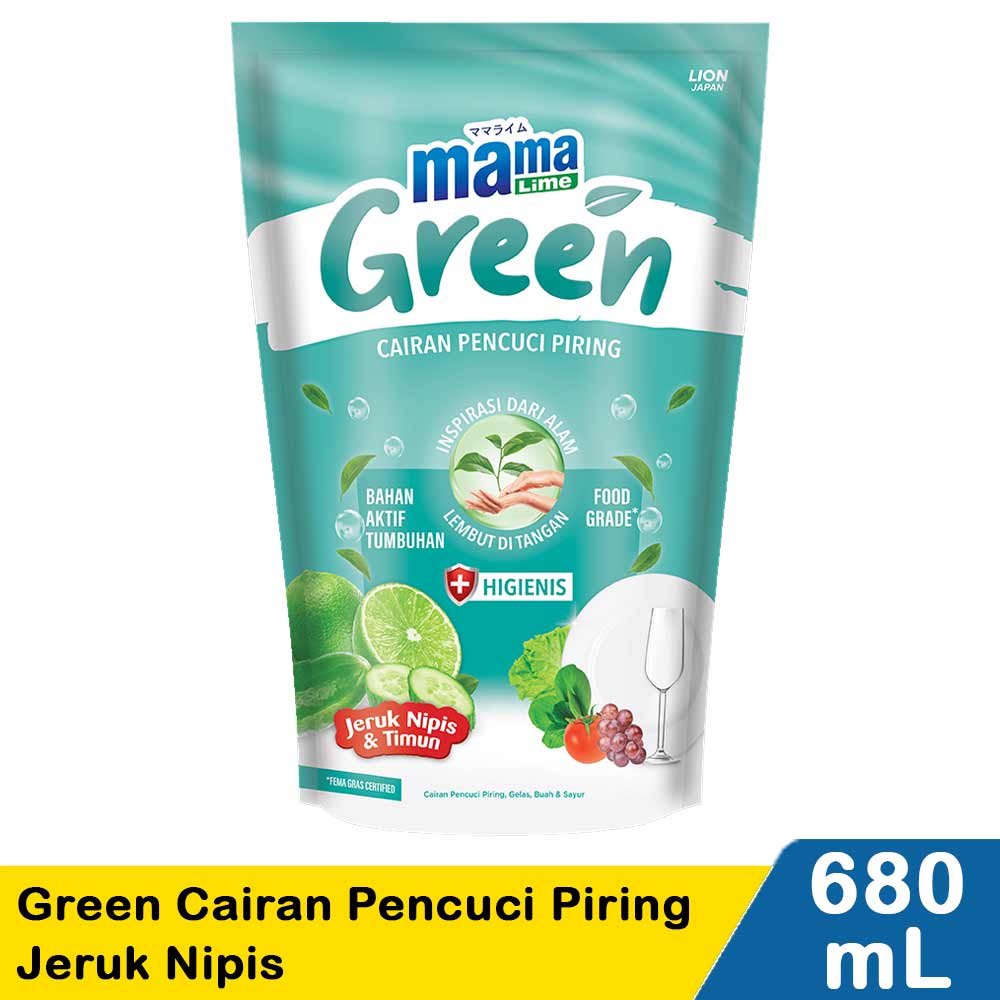 LION
JAPAN
ママライム
mama
Lime
Green
CAIRAN PENCUCI PIRING
INSPIRASI DARI ALAM
LEMBUT DI TANGAN
BAHAN
AKTIF
TUMBUHAN
FOOD
GRADE*
HIGIENIS
Jeruk Nipis
& Timun
*FEMA GRAS CERTIFIED
Cairan Pencuci Piring, Gelas, Buah & Sayur
Green Cairan Pencuci Piring
Jeruk Nipis
680
mL